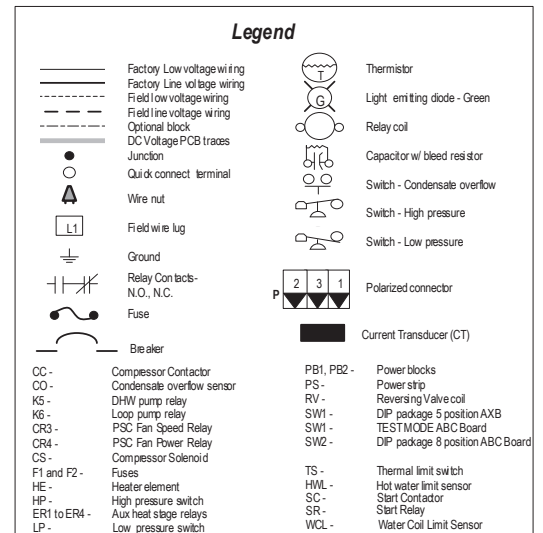 Legend
Factory Low voltage wiring
Factory Line voltage wiring
Field low voltage wiring
Field line voltage wiring
Optional block
DC Voltage PCB traces
Junction
Quick connect terminal
Wire nut
L1
Field wire lug
Ground
Relay Contacts-
N.O., N.C.
Fuse
Breaker
T
Thermistor
G
Light emitting diode - Green
Relay coil
Capacitor w/ bleed resistor
Switch - Condensate overflow
Switch - High pressure
Switch - Low pressure
P 2 3 1
Polarized connector
Current Transducer (CT)
CC - Compressor Contactor
CO - Condensate overflow sensor
K5 - DHW pump relay
K6 - Loop pump relay
CR3 - PSC Fan Speed Relay
CR4 - PSC Fan Power Relay
CS - Compressor Solenoid
F1 and F2 - Fuses
HE - Heater element
HP - High pressure switch
ER1 to ER4 - Aux heat stage relays
LP - Low pressure switch
PB1, PB2 - Power blocks
PS - Power strip
RV - Reversing Valve coil
SW1 - DIP package 5 position AXB
SW1 - TEST MODE ABC Board
SW2 - DIP package 8 position ABC Board
TS - Thermal limit switch
HWL - Hot water limit sensor
SC - Start Contactor
SR - Start Relay
WCL - Water Coil Limit Sensor